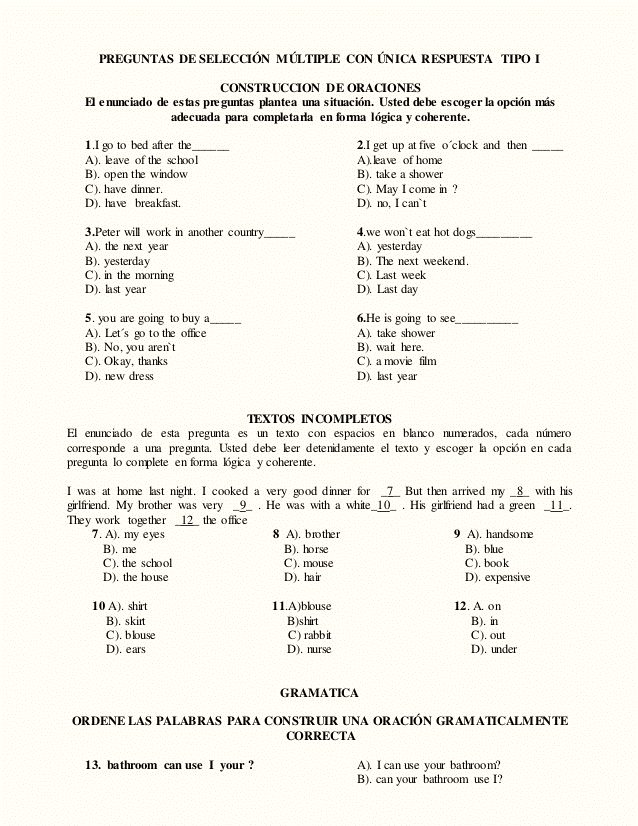 PREGUNTAS DE SELECCIÓN MÚLTIPLE CON ÚNICA RESPUESTA TIPO I
CONSTRUCCION DE ORACIONES
El enunciado de estas preguntas plantea una situación. Usted debe escoger la opción más
adecuada para completarla en forma lógica y coherente.
1.I go to bed after the______
A). leave of the school
B). open the window
C). have dinner.
D). have breakfast.
2.I get up at five o´clock and then _____
A).leave of home
B). take a shower
C). May I come in ?
D). no, I can`t
3.Peter will work in another country_____
A). the next year
B). yesterday
C). in the morning
D). last year
4.we won`t eat hot dogs_________
A). yesterday
B). The next weekend.
C). Last week
D). Last day
5. you are going to buy a_____
A). Let´s go to the office
B). No, you aren`t
C). Okay, thanks
D). new dress
6.He is going to see__________
A). take shower
B). wait here.
C). a movie film
D). last year
TEXTOS INCOMPLETOS
El enunciado de esta pregunta es un texto con espacios en blanco numerados, cada número
corresponde a una pregunta. Usted debe leer detenidamente el texto y escoger la opción en cada
pregunta lo complete en forma lógica y coherente.
I was at home last night. I cooked a very good dinner for _7_ But then arrived my _8_ with his
girlfriend. My brother was very _9_ . He was with a white_10_ . His girlfriend had a green _11_.
They work together _12_ the office
7. A). my eyes
B). me
C). the school
D). the house
8 A). brother
B). horse
C). mouse
D). hair
9 A). handsome
B). blue
C). book
D). expensive
10 A). shirt
B). skirt
C). blouse
D). ears
11.A)blouse
B)shirt
C) rabbit
D). nurse
12. A. on
B). in
C). out
D). under
GRAMATICA
ORDENE LAS PALABRAS PARA CONSTRUIR UNA ORACIÓN GRAMATICALMENTE
CORRECTA
13. bathroom can use I your ?
A). I can use your bathroom?
B). can your bathroom use I?